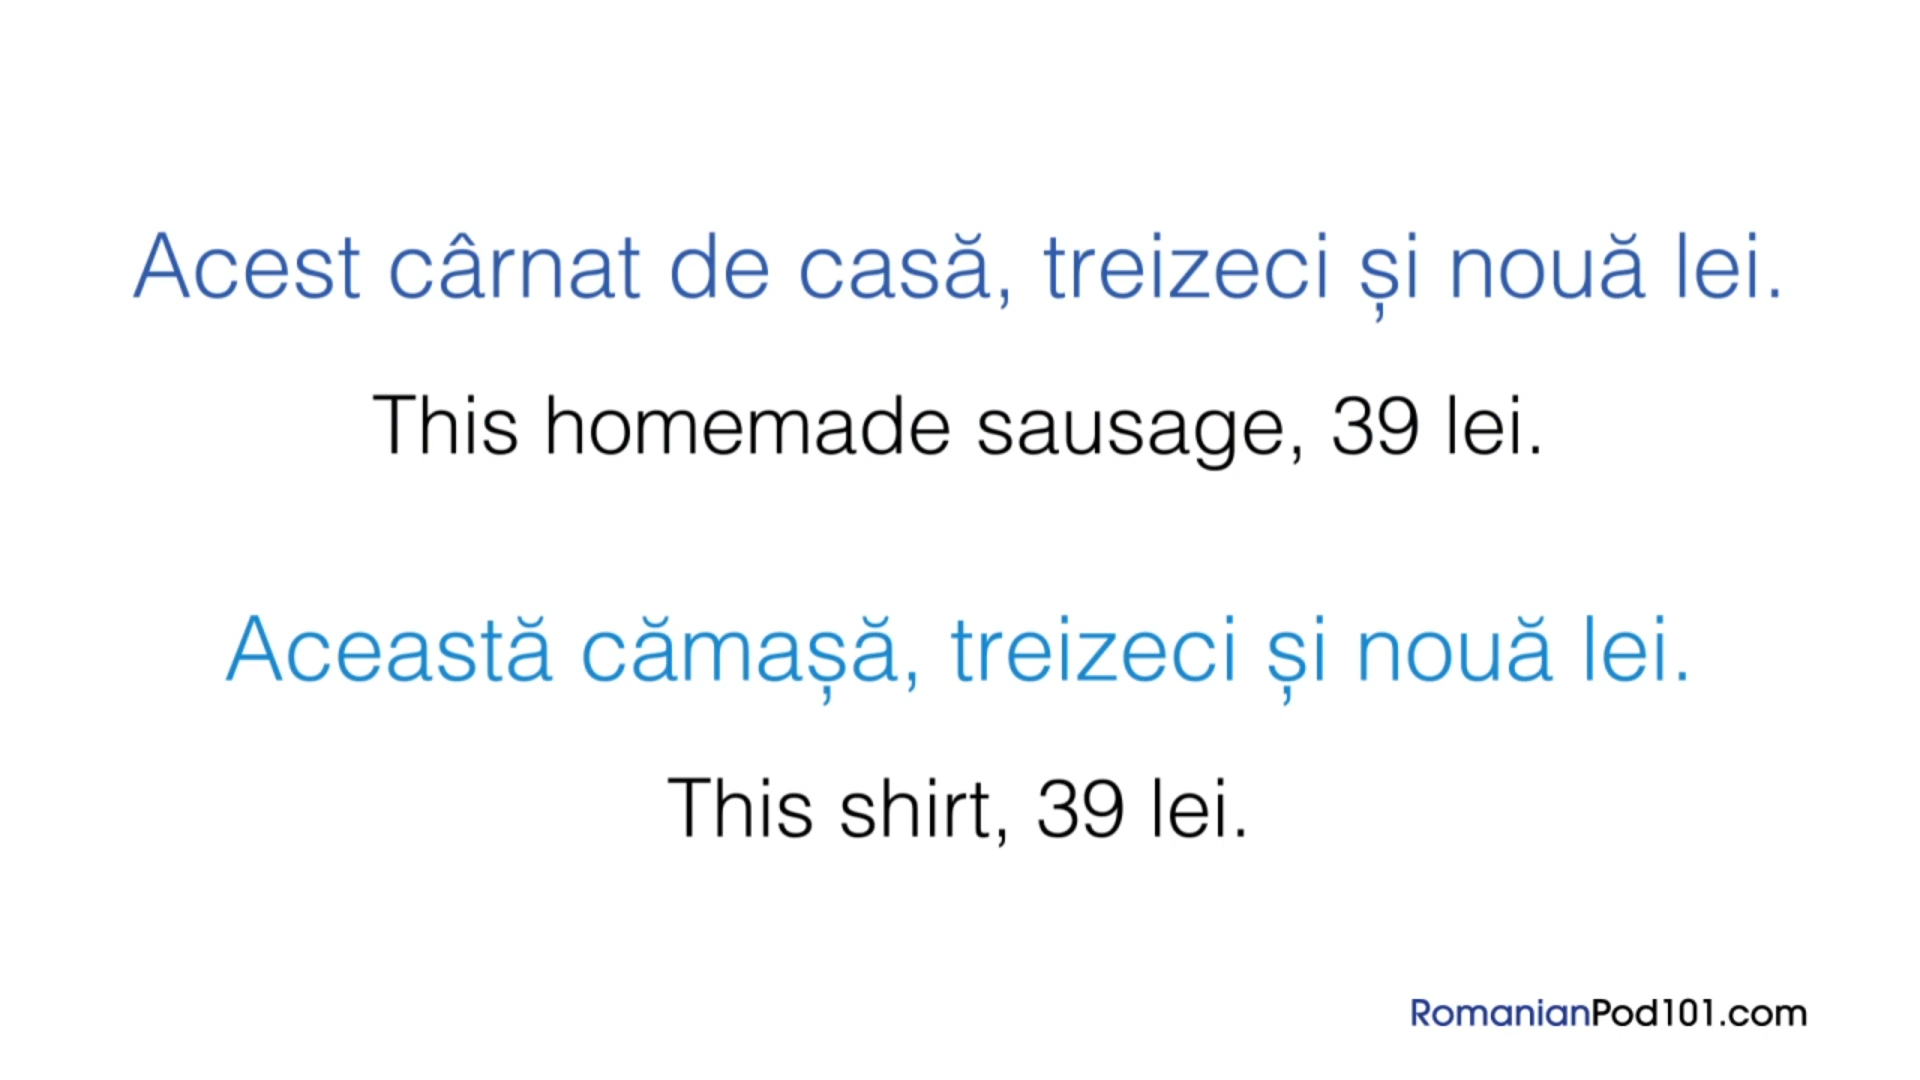 Acest cârnat de casă, treizeci și nouă lei.
This homemade sausage, 39 lei.
Această cămașă, treizeci și nouă lei.
This shirt, 39 lei.
RomanianPod101.com